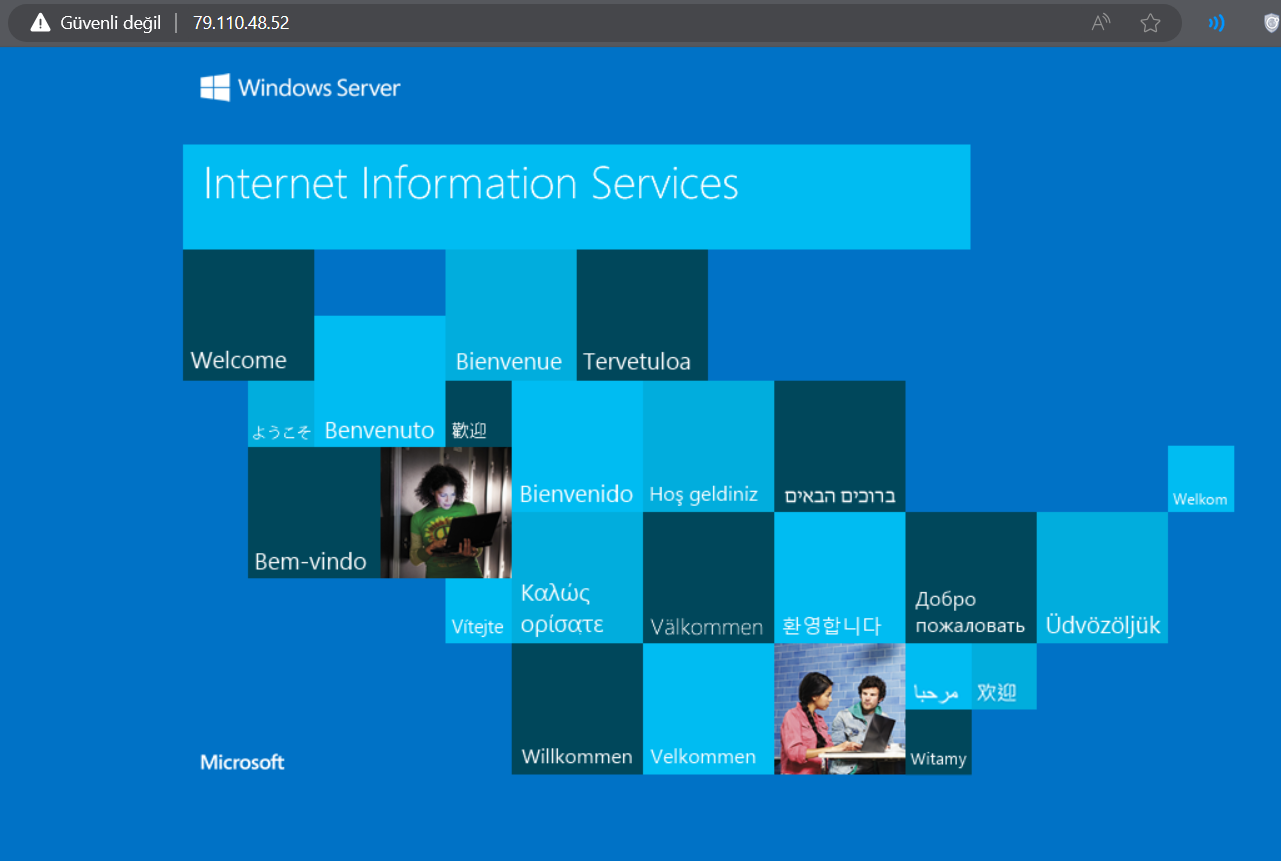 Güvenli değil
79.110.48.52
Windows Server
Internet Information Services
Welcome
Bienvenue
Tervetuloa
ようこそ
Benvenuto
歡迎
Bienvenido
Hoş geldiniz
ברוכים הבאים
Welkom
Bem-vindo
Vítejte
Καλώς
ορίσατε
Välkommen
환영합니다
Добро
пожаловать
Üdvözöljük
مرحبا
欢迎
Willkommen
Velkommen
Witamy
Microsoft